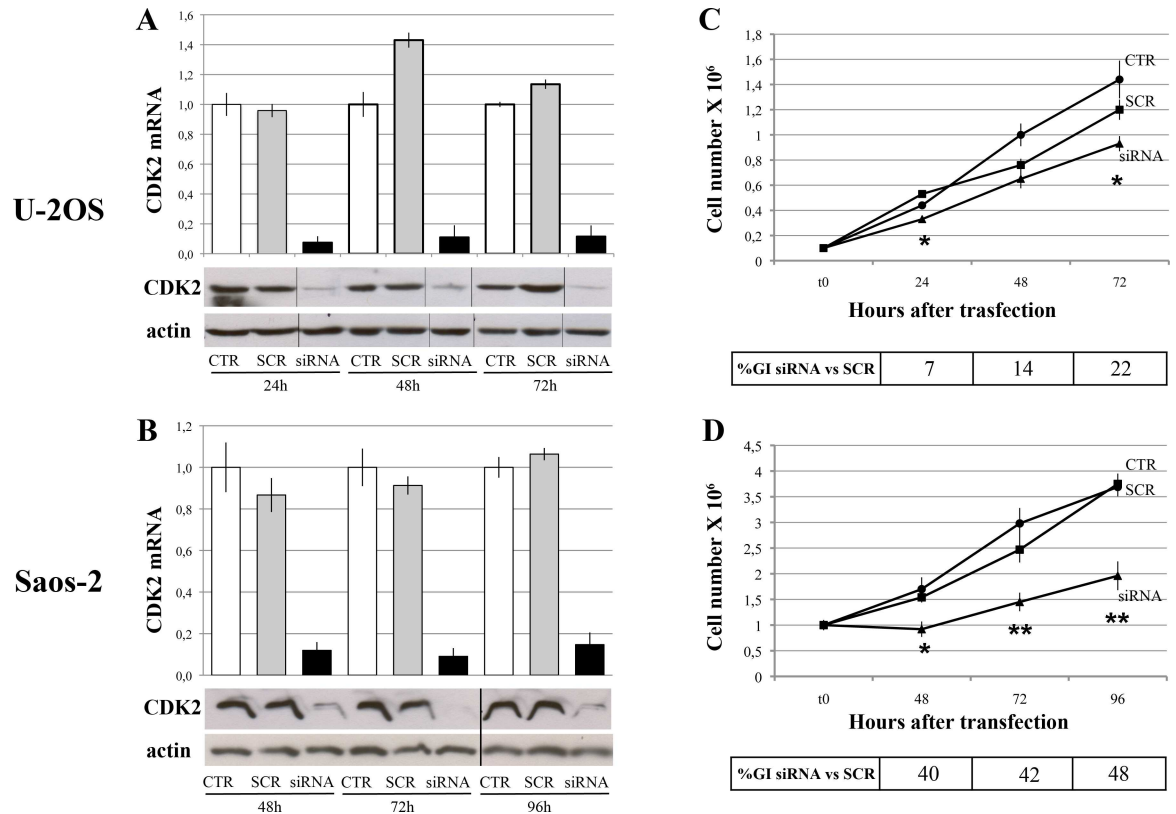 A
1,6
1,4
1,2
1,0
0,8
0,6
0,4
0,2
0,0
CDK2 mRNA
U-2OS
CDK2
actin
CTR SCR siRNA CTR SCR siRNA CTR SCR siRNA
24h 48h 72h
C
1,8
1,6
1,4
1,2
1
0,8
0,6
0,4
0,2
0
Cell number X 10⁶
CTR
SCR
siRNA
*
*
t0 24 48 72
Hours after trasfection
%GI siRNA vs SCR 7 14 22
B
1,2
1,0
0,8
0,6
0,4
0,2
0,0
CDK2 mRNA
Saos-2
CDK2
actin
CTR SCR siRNA CTR SCR siRNA CTR SCR siRNA
48h 72h 96h
D
4,5
4
3,5
3
2,5
2
1,5
1
0,5
0
Cell number X 10⁶
CTR
SCR
siRNA
*
**
**
t0 48 72 96
Hours after transfection
%GI siRNA vs SCR 40 42 48